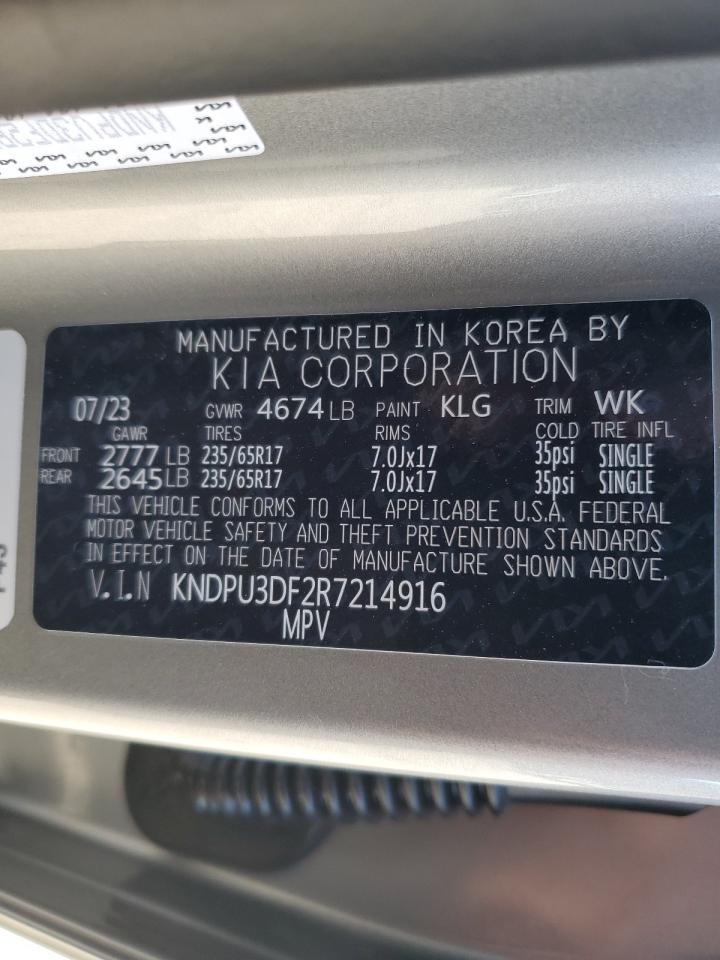 KNDPU3DF2R
MANUFACTURED IN KOREA BY
KIA CORPORATION
07/23 GVWR 4674 LB PAINT KLG TRIM WK
GAWR TIRES RIMS COLD TIRE INFL
FRONT 2777 LB 235/65R17 7.0Jx17 35psi SINGLE
REAR 2645 LB 235/65R17 7.0Jx17 35psi SINGLE
THIS VEHICLE CONFORMS TO ALL APPLICABLE U.S.A. FEDERAL
MOTOR VEHICLE SAFETY AND THEFT PREVENTION STANDARDS
IN EFFECT ON THE DATE OF MANUFACTURE SHOWN ABOVE.
V.I.N KNDPU3DF2R7214916
MPV